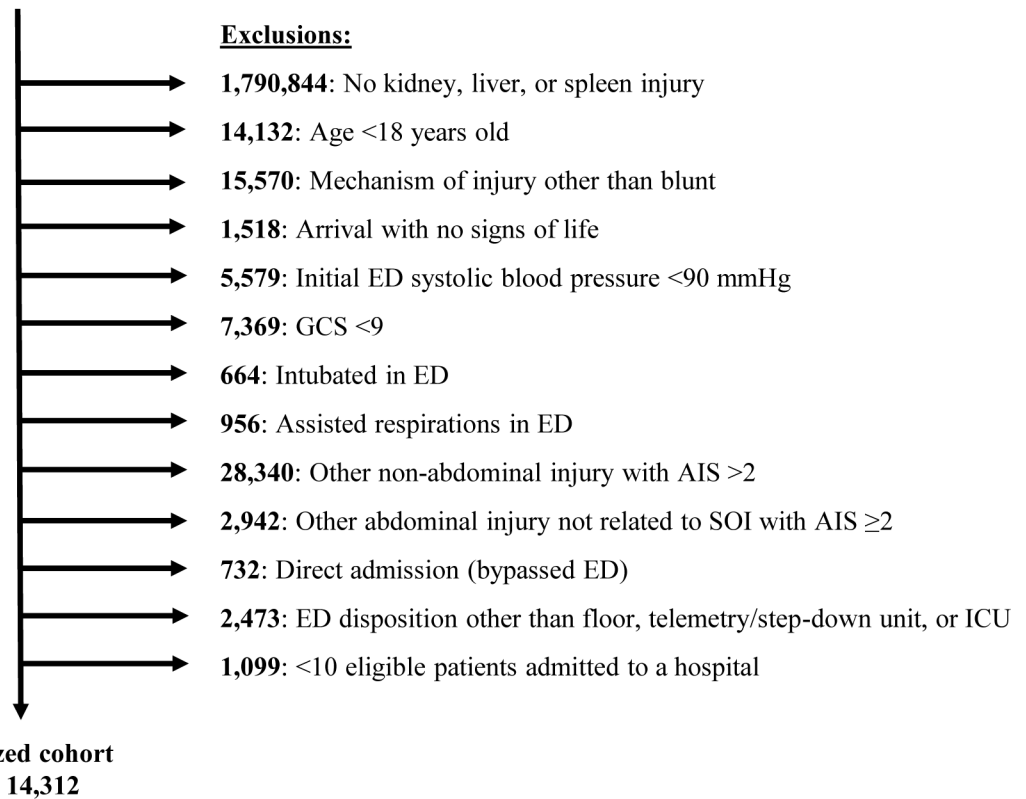 Exclusions:
1,790,844: No kidney, liver, or spleen injury
14,132: Age <18 years old
15,570: Mechanism of injury other than blunt
1,518: Arrival with no signs of life
5,579: Initial ED systolic blood pressure <90 mmHg
7,369: GCS <9
664: Intubated in ED
956: Assisted respirations in ED
28,340: Other non-abdominal injury with AIS >2
2,942: Other abdominal injury not related to SOI with AIS ≥2
732: Direct admission (bypassed ED)
2,473: ED disposition other than floor, telemetry/step-down unit, or ICU
1,099: <10 eligible patients admitted to a hospital
zed cohort
14,312